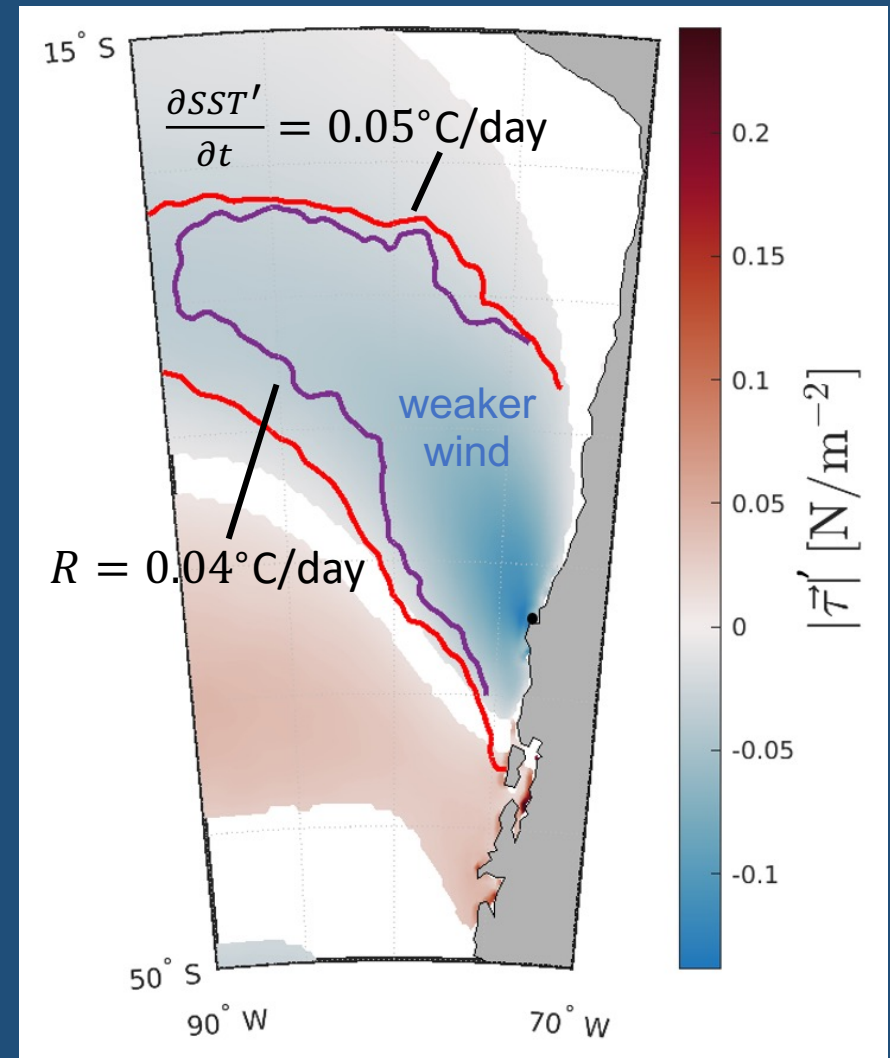 15° S
∂SST′/∂t = 0.05°C/day
weaker
wind
R = 0.04°C/day
50° S
90° W
70° W
0.2
0.15
0.1
0.05
0
-0.05
-0.1
|τ⃗|′ [N/m⁻²]